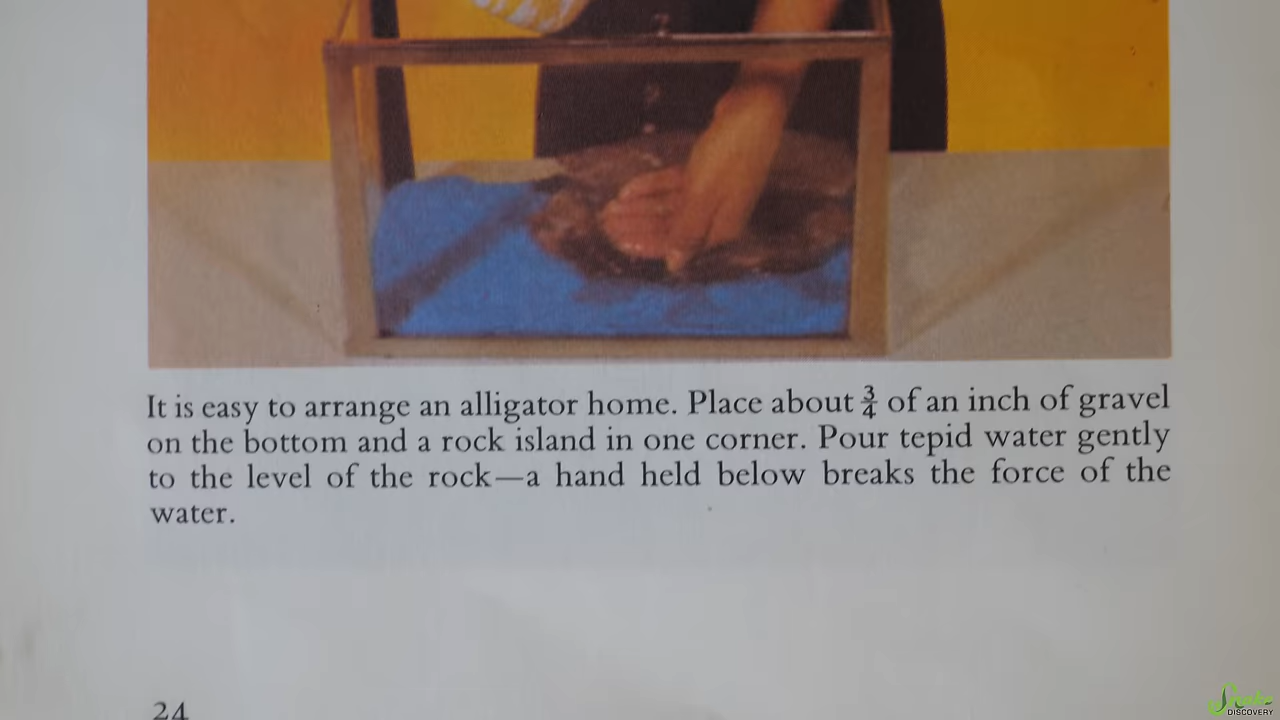 It is easy to arrange an alligator home. Place about ¾ of an inch of gravel
on the bottom and a rock island in one corner. Pour tepid water gently
to the level of the rock—a hand held below breaks the force of the
water.
24
Snake
DISCOVERY